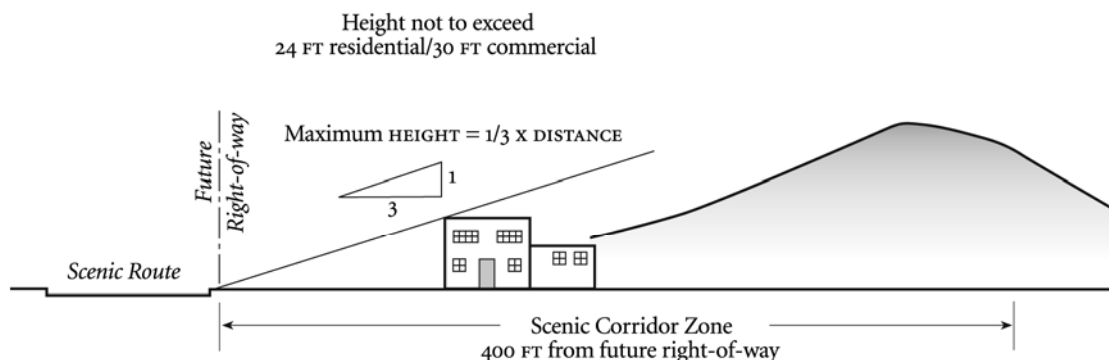 Height not to exceed
24 FT residential/30 FT commercial
Future
Right-of-way
Maximum HEIGHT = 1/3 X DISTANCE
1
3
Scenic Route
Scenic Corridor Zone
400 FT from future right-of-way